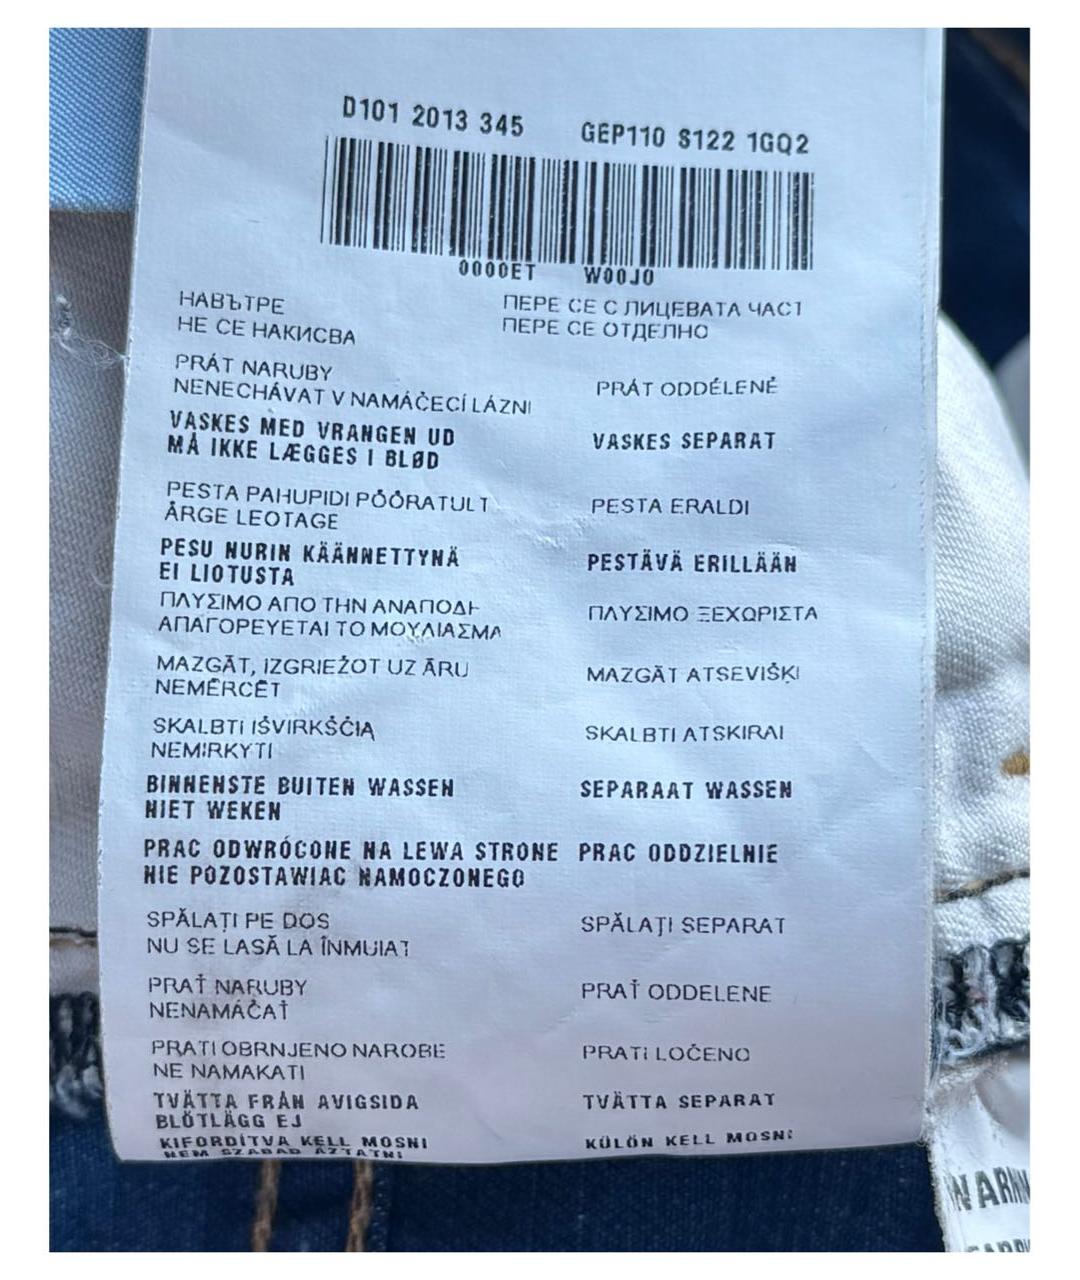 D101 2013 345 GEP110 S122 1GQ2
0000ET W00J0
НАВЪТРЕ ПЕРЕ СЕ С ЛИЦЕВАТА ЧАСТ
НЕ СЕ НАКИСВА ПЕРЕ СЕ ОТДЕЛНО
PRÁT NARUBY PRÁT ODDÉLENĚ
NENECHÁVAT V NAMÁČECÍ LÁZNI
VASKES MED VRANGEN UD VASKES SEPARAT
MÅ IKKE LÆGGES I BLØD
PESTA PAHUPIDI PÖÖRATULT PESTA ERALDI
ÄRGE LEOTAGE
PESU NURIN KÄÄNNETTYNÄ PESTÄVÄ ERILLÄÄN
EI LIOTUSTA
ΠΛΥΣΙΜΟ ΑΠΟ ΤΗΝ ΑΝΑΠΟΔΗ ΠΛΥΣΙΜΟ ΞΕΧΩΡΙΣΤΑ
ΑΠΑΓΟΡΕΥΕΤΑΙ ΤΟ ΜΟΥΛΙΑΣΜΑ
MAZGĀT, IZGRIEŽOT UZ ĀRU MAZGĀT ATSEVIŠĶI
NEMĒRCĒT
SKALBTI IŠVIRKŠČIĄ SKALBTI ATSKIRAI
NEMIRKYTI
BINNENSTE BUITEN WASSEN SEPARAAT WASSEN
NIET WEKEN
PRAC ODWRÓCONE NA LEWA STRONE PRAC ODDZIELNIE
NIE POZOSTAWIAC NAMOCZONEGO
SPĂLAȚI PE DOS SPĂLAȚI SEPARAT
NU SE LASĂ LA ÎNMUIAT
PRAŤ NARUBY PRAŤ ODDELENE
NENAMÁČAŤ
PRATI OBRNJENO NAROBE PRATI LOČENO
NE NAMAKATI
TVÄTTA FRÅN AVIGSIDA TVÄTTA SEPARAT
BLÖTLÄGG EJ
KIFORDÍTVA KELL MOSNI KÜLÖN KELL MOSNI
NEM SZABAD ÁZTATNI